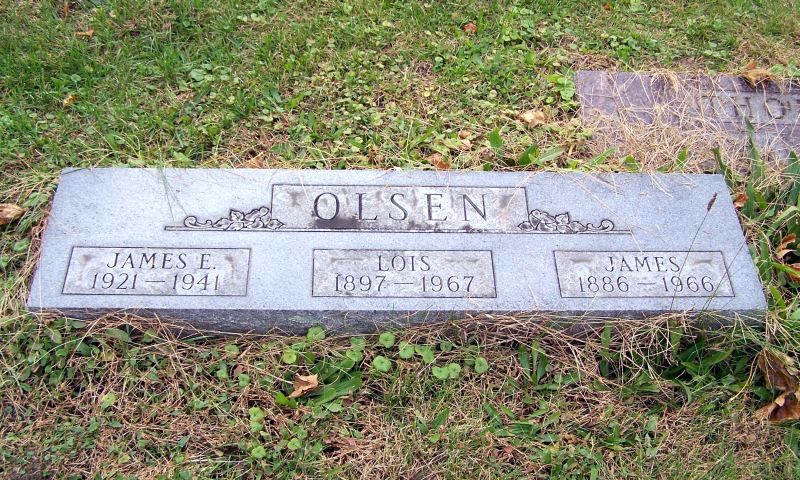 OLSEN
JAMES E.
1921—1941
LOIS
1897—1967
JAMES
1886—1966